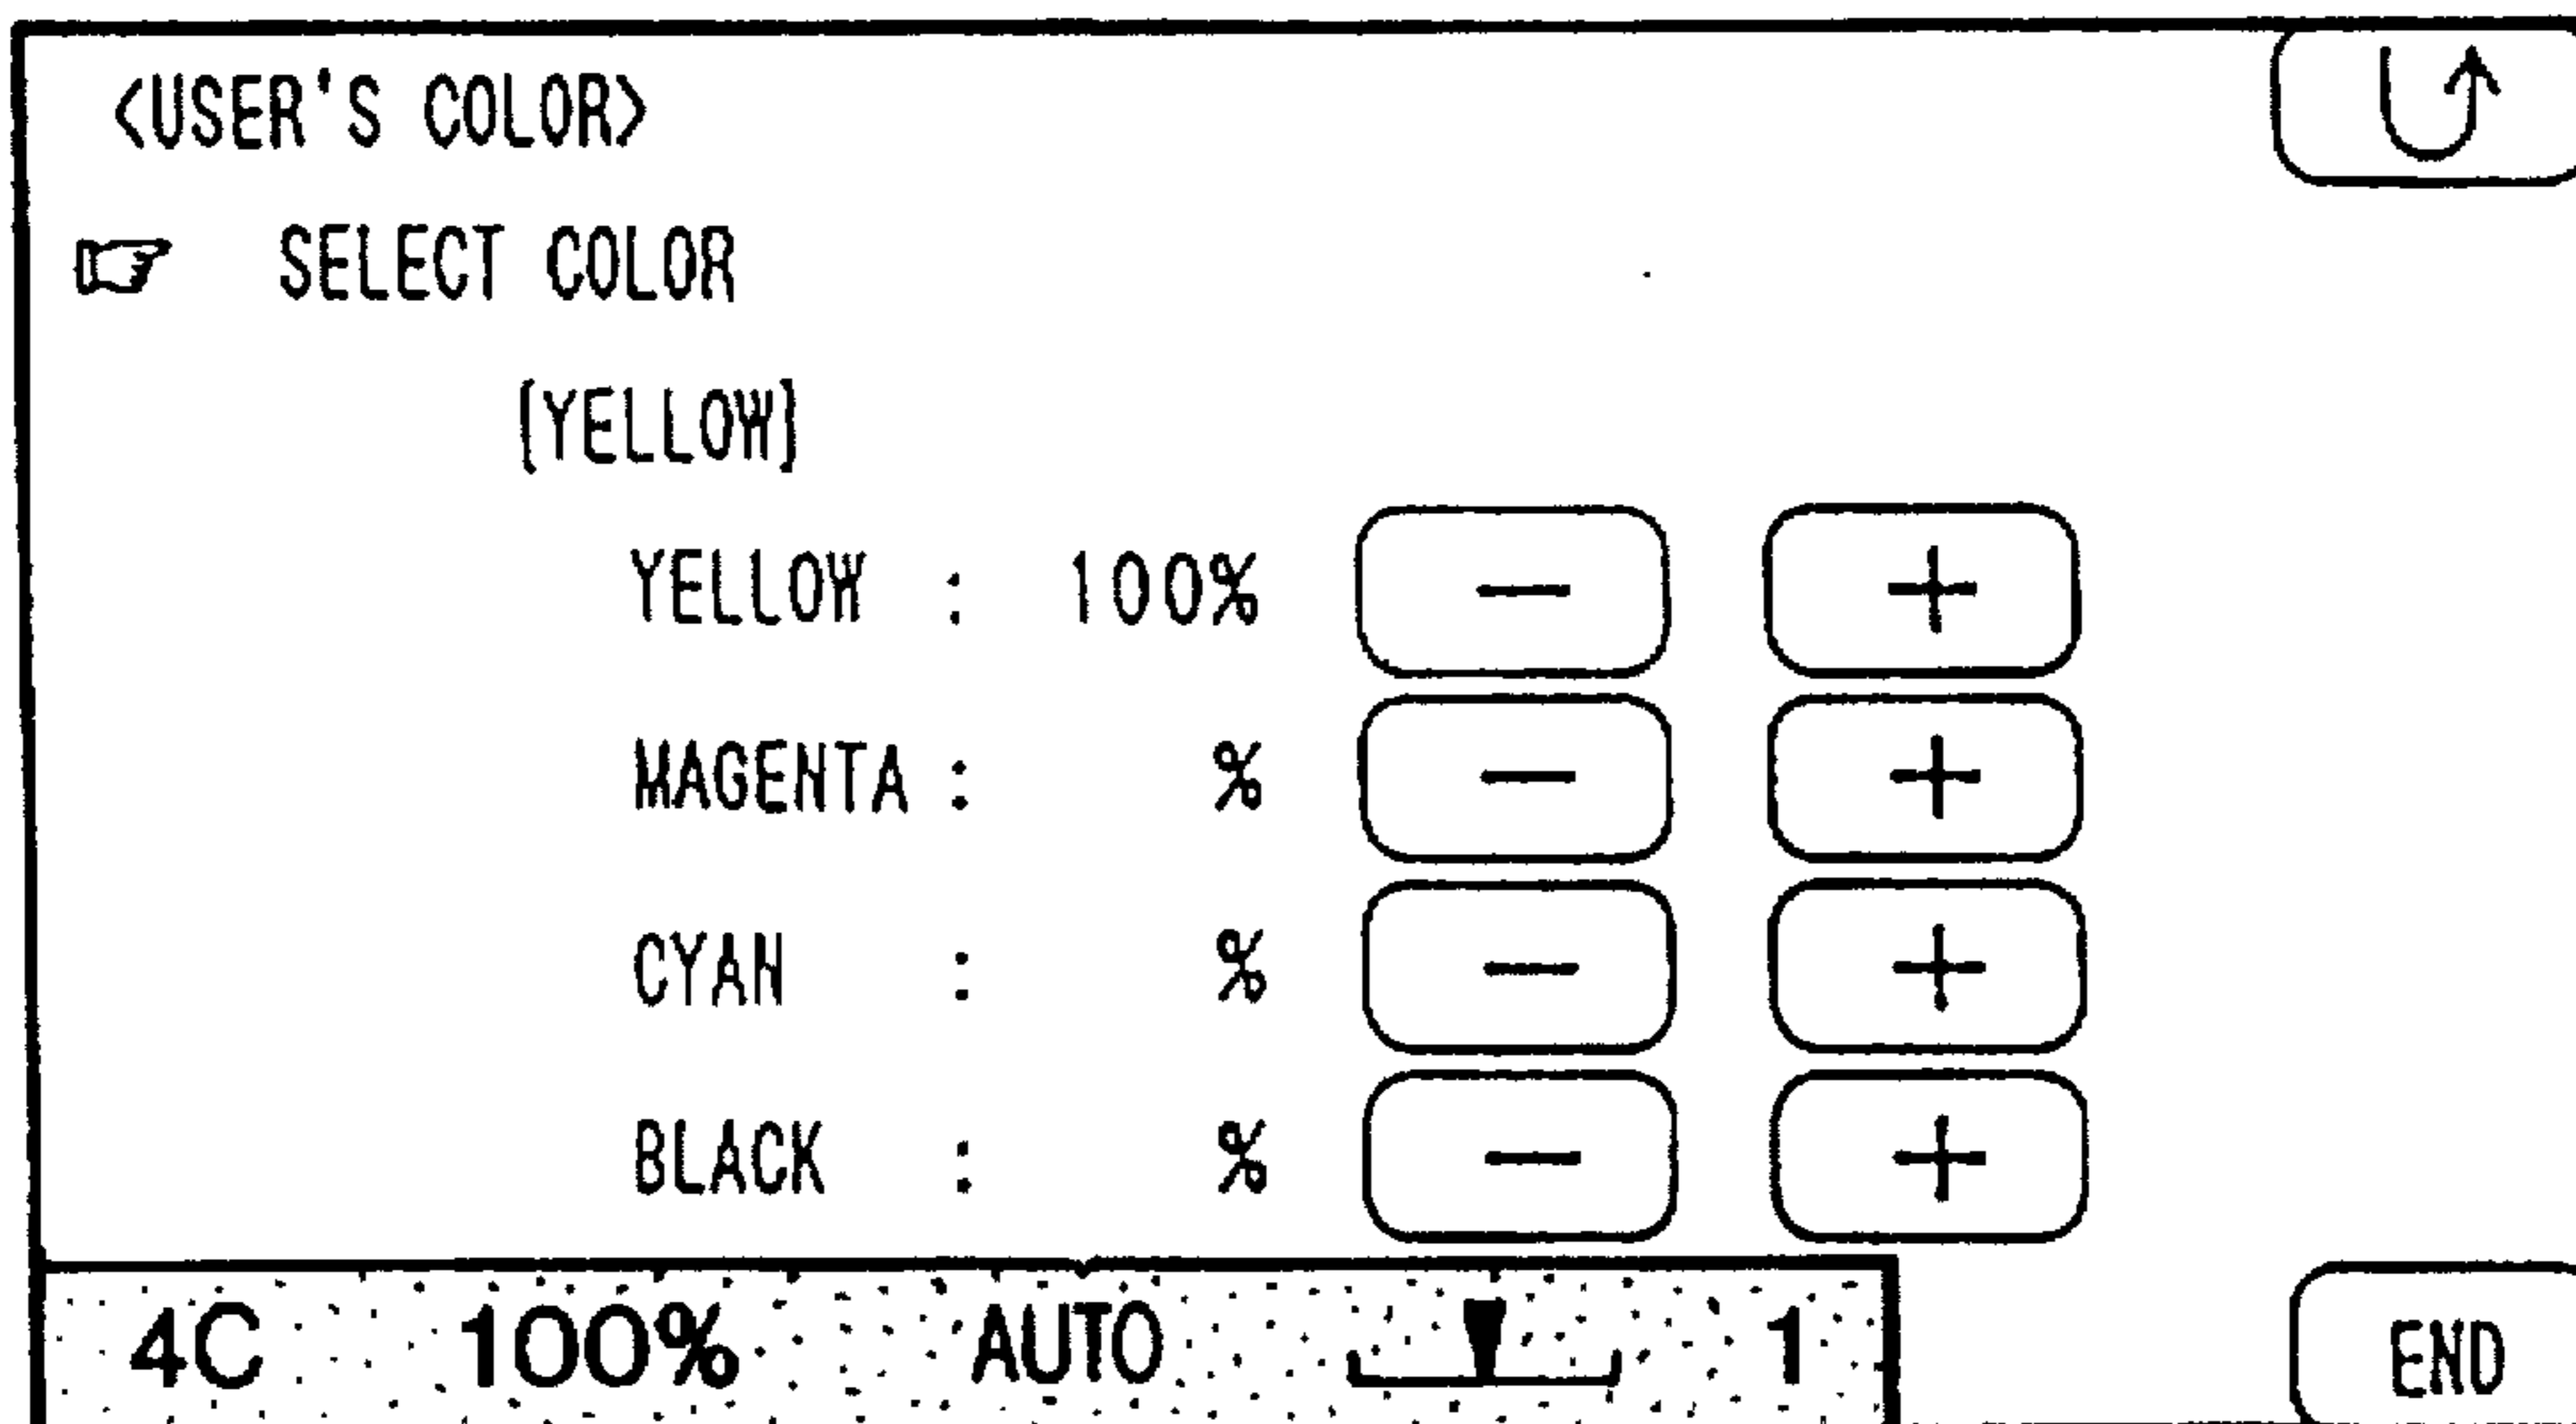 <USER'S COLOR>
SELECT COLOR
[YELLOW]
YELLOW : 100% − +
MAGENTA : % − +
CYAN : % − +
BLACK : % − +
4C 100% AUTO 1
END